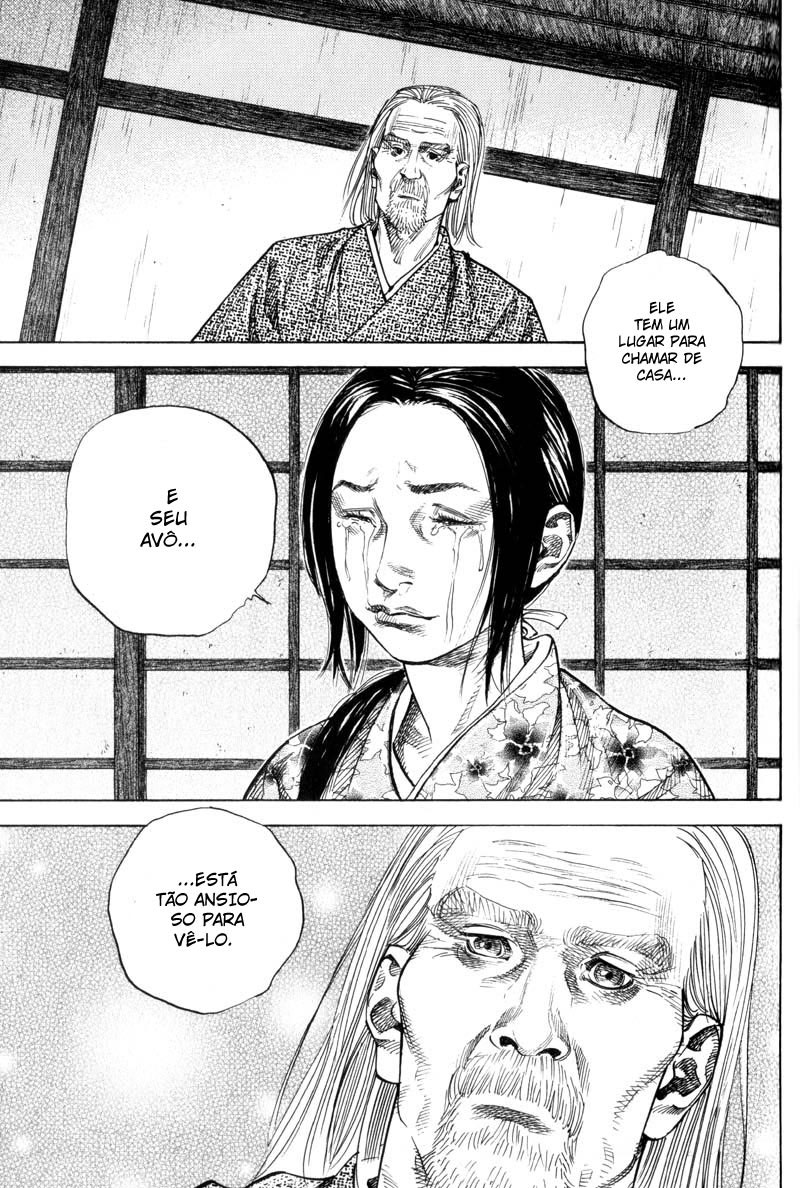 ELE
TEM UM
LUGAR PARA
CHAMAR DE
CASA...
E
SEU
AVÔ...
...ESTÁ
TÃO ANSIO-
SO PARA
VÊ-LO.